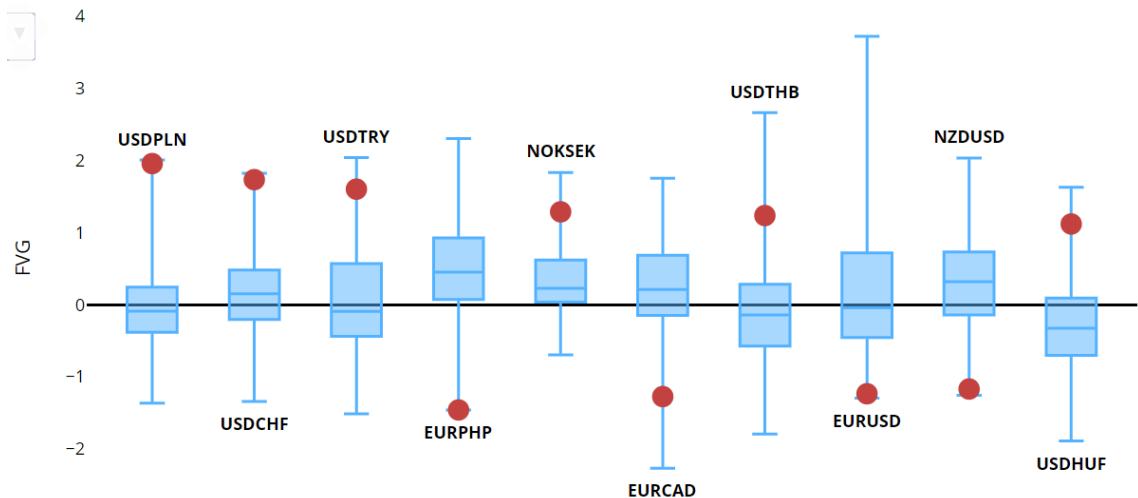 4
3
2
1
0
−1
−2
FVG
USDPLN
USDCHF
USDTRY
EURPHP
NOKSEK
EURCAD
USDTHB
EURUSD
NZDUSD
USDHUF